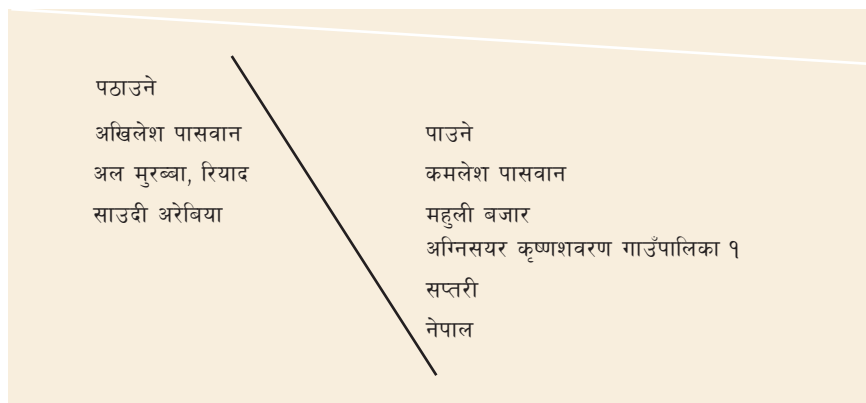 पठाउने
अखिलेश पासवान
अल मुरब्बा, रियाद
साउदी अरेबिया
पाउने
कमलेश पासवान
महुली बजार
अग्निसयर कृष्णशवरण गाउँपालिका १
सप्तरी
नेपाल